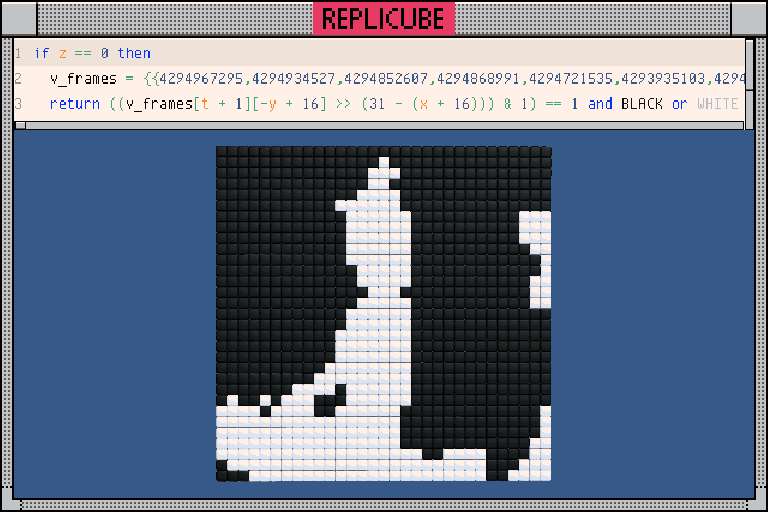 REPLICUBE
1 if z == 0 then
2 v_frames = {{4294967295,4294934527,4294852607,4294868991,4294721535,4293935103,4294
3 return ((v_frames[t + 1][-y + 16] >> (31 - (x + 16))) & 1) == 1 and BLACK or WHITE